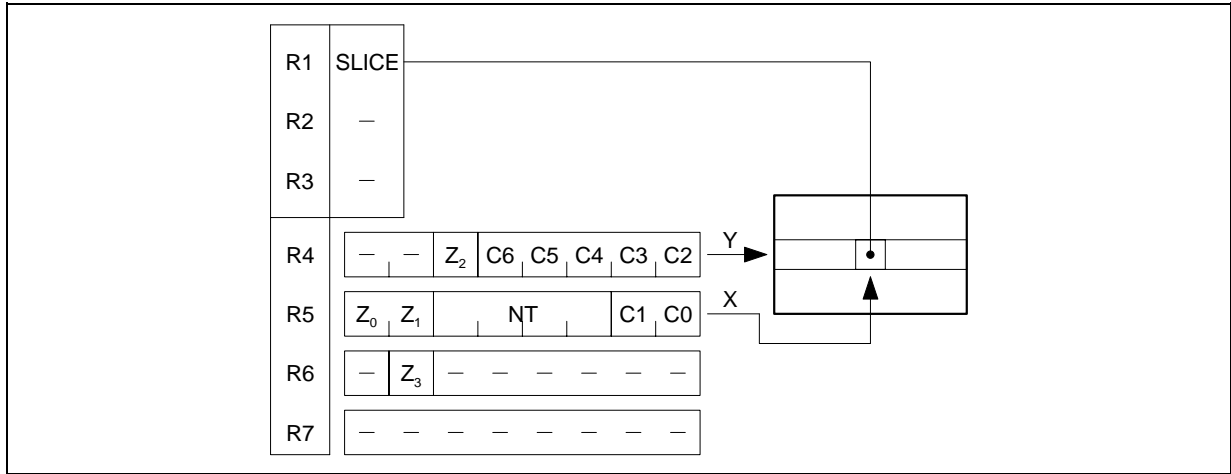 R1 SLICE
R2 –
R3 –
R4 – – Z₂ C6 C5 C4 C3 C2 Y
R5 Z₀ Z₁ NT C1 C0 X
R6 – Z₃ – – – – – –
R7 – – – – – – – –